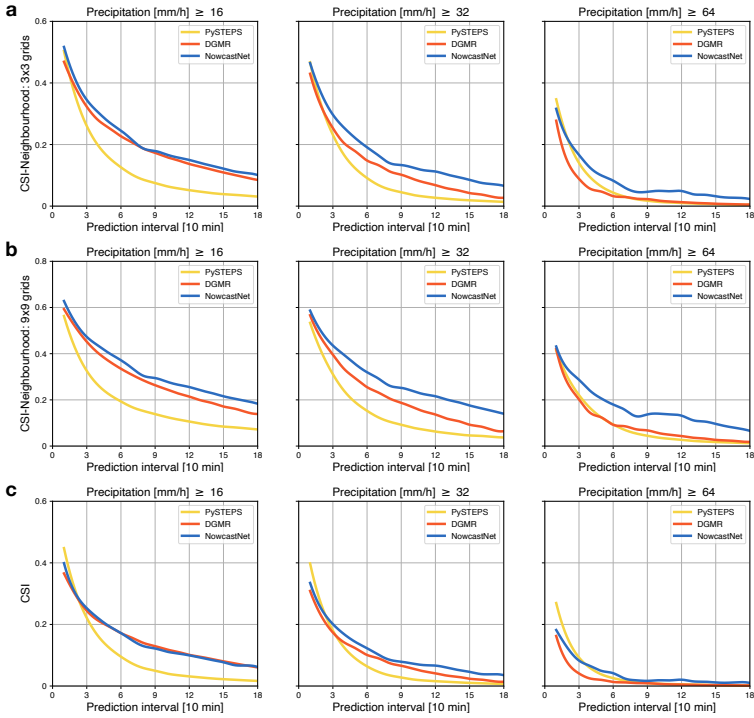 a
Precipitation [mm/h] ≥ 16
Precipitation [mm/h] ≥ 32
Precipitation [mm/h] ≥ 64
CSI-Neighbourhood: 3x3 grids
0.6
0.4
0.2
0
PySTEPS
DGMR
NowcastNet
PySTEPS
DGMR
NowcastNet
PySTEPS
DGMR
NowcastNet
0 3 6 9 12 15 18
0 3 6 9 12 15 18
0 3 6 9 12 15 18
Prediction interval [10 min]
Prediction interval [10 min]
Prediction interval [10 min]
b
Precipitation [mm/h] ≥ 16
Precipitation [mm/h] ≥ 32
Precipitation [mm/h] ≥ 64
CSI-Neighbourhood: 9x9 grids
0.8
0.6
0.4
0.2
0
PySTEPS
DGMR
NowcastNet
PySTEPS
DGMR
NowcastNet
PySTEPS
DGMR
NowcastNet
0 3 6 9 12 15 18
0 3 6 9 12 15 18
0 3 6 9 12 15 18
Prediction interval [10 min]
Prediction interval [10 min]
Prediction interval [10 min]
c
Precipitation [mm/h] ≥ 16
Precipitation [mm/h] ≥ 32
Precipitation [mm/h] ≥ 64
CSI
0.6
0.4
0.2
0
PySTEPS
DGMR
NowcastNet
PySTEPS
DGMR
NowcastNet
PySTEPS
DGMR
NowcastNet
0 3 6 9 12 15 18
0 3 6 9 12 15 18
0 3 6 9 12 15 18
Prediction interval [10 min]
Prediction interval [10 min]
Prediction interval [10 min]